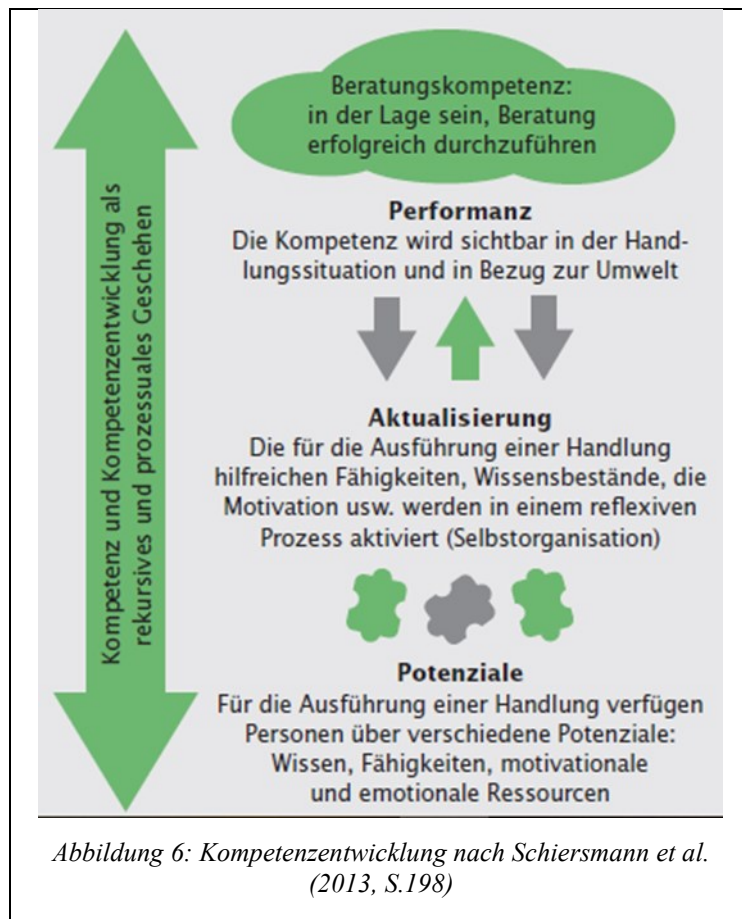 Beratungskompetenz:
in der Lage sein, Beratung
erfolgreich durchzuführen
Kompetenz und Kompetenzentwicklung als
rekursives und prozessuales Geschehen
Performanz
Die Kompetenz wird sichtbar in der Hand-
lungssituation und in Bezug zur Umwelt
Aktualisierung
Die für die Ausführung einer Handlung
hilfreichen Fähigkeiten, Wissensbestände, die
Motivation usw. werden in einem reflexiven
Prozess aktiviert (Selbstorganisation)
Potenziale
Für die Ausführung einer Handlung verfügen
Personen über verschiedene Potenziale:
Wissen, Fähigkeiten, motivationale
und emotionale Ressourcen
Abbildung 6: Kompetenzentwicklung nach Schiersmann et al.
(2013, S.198)